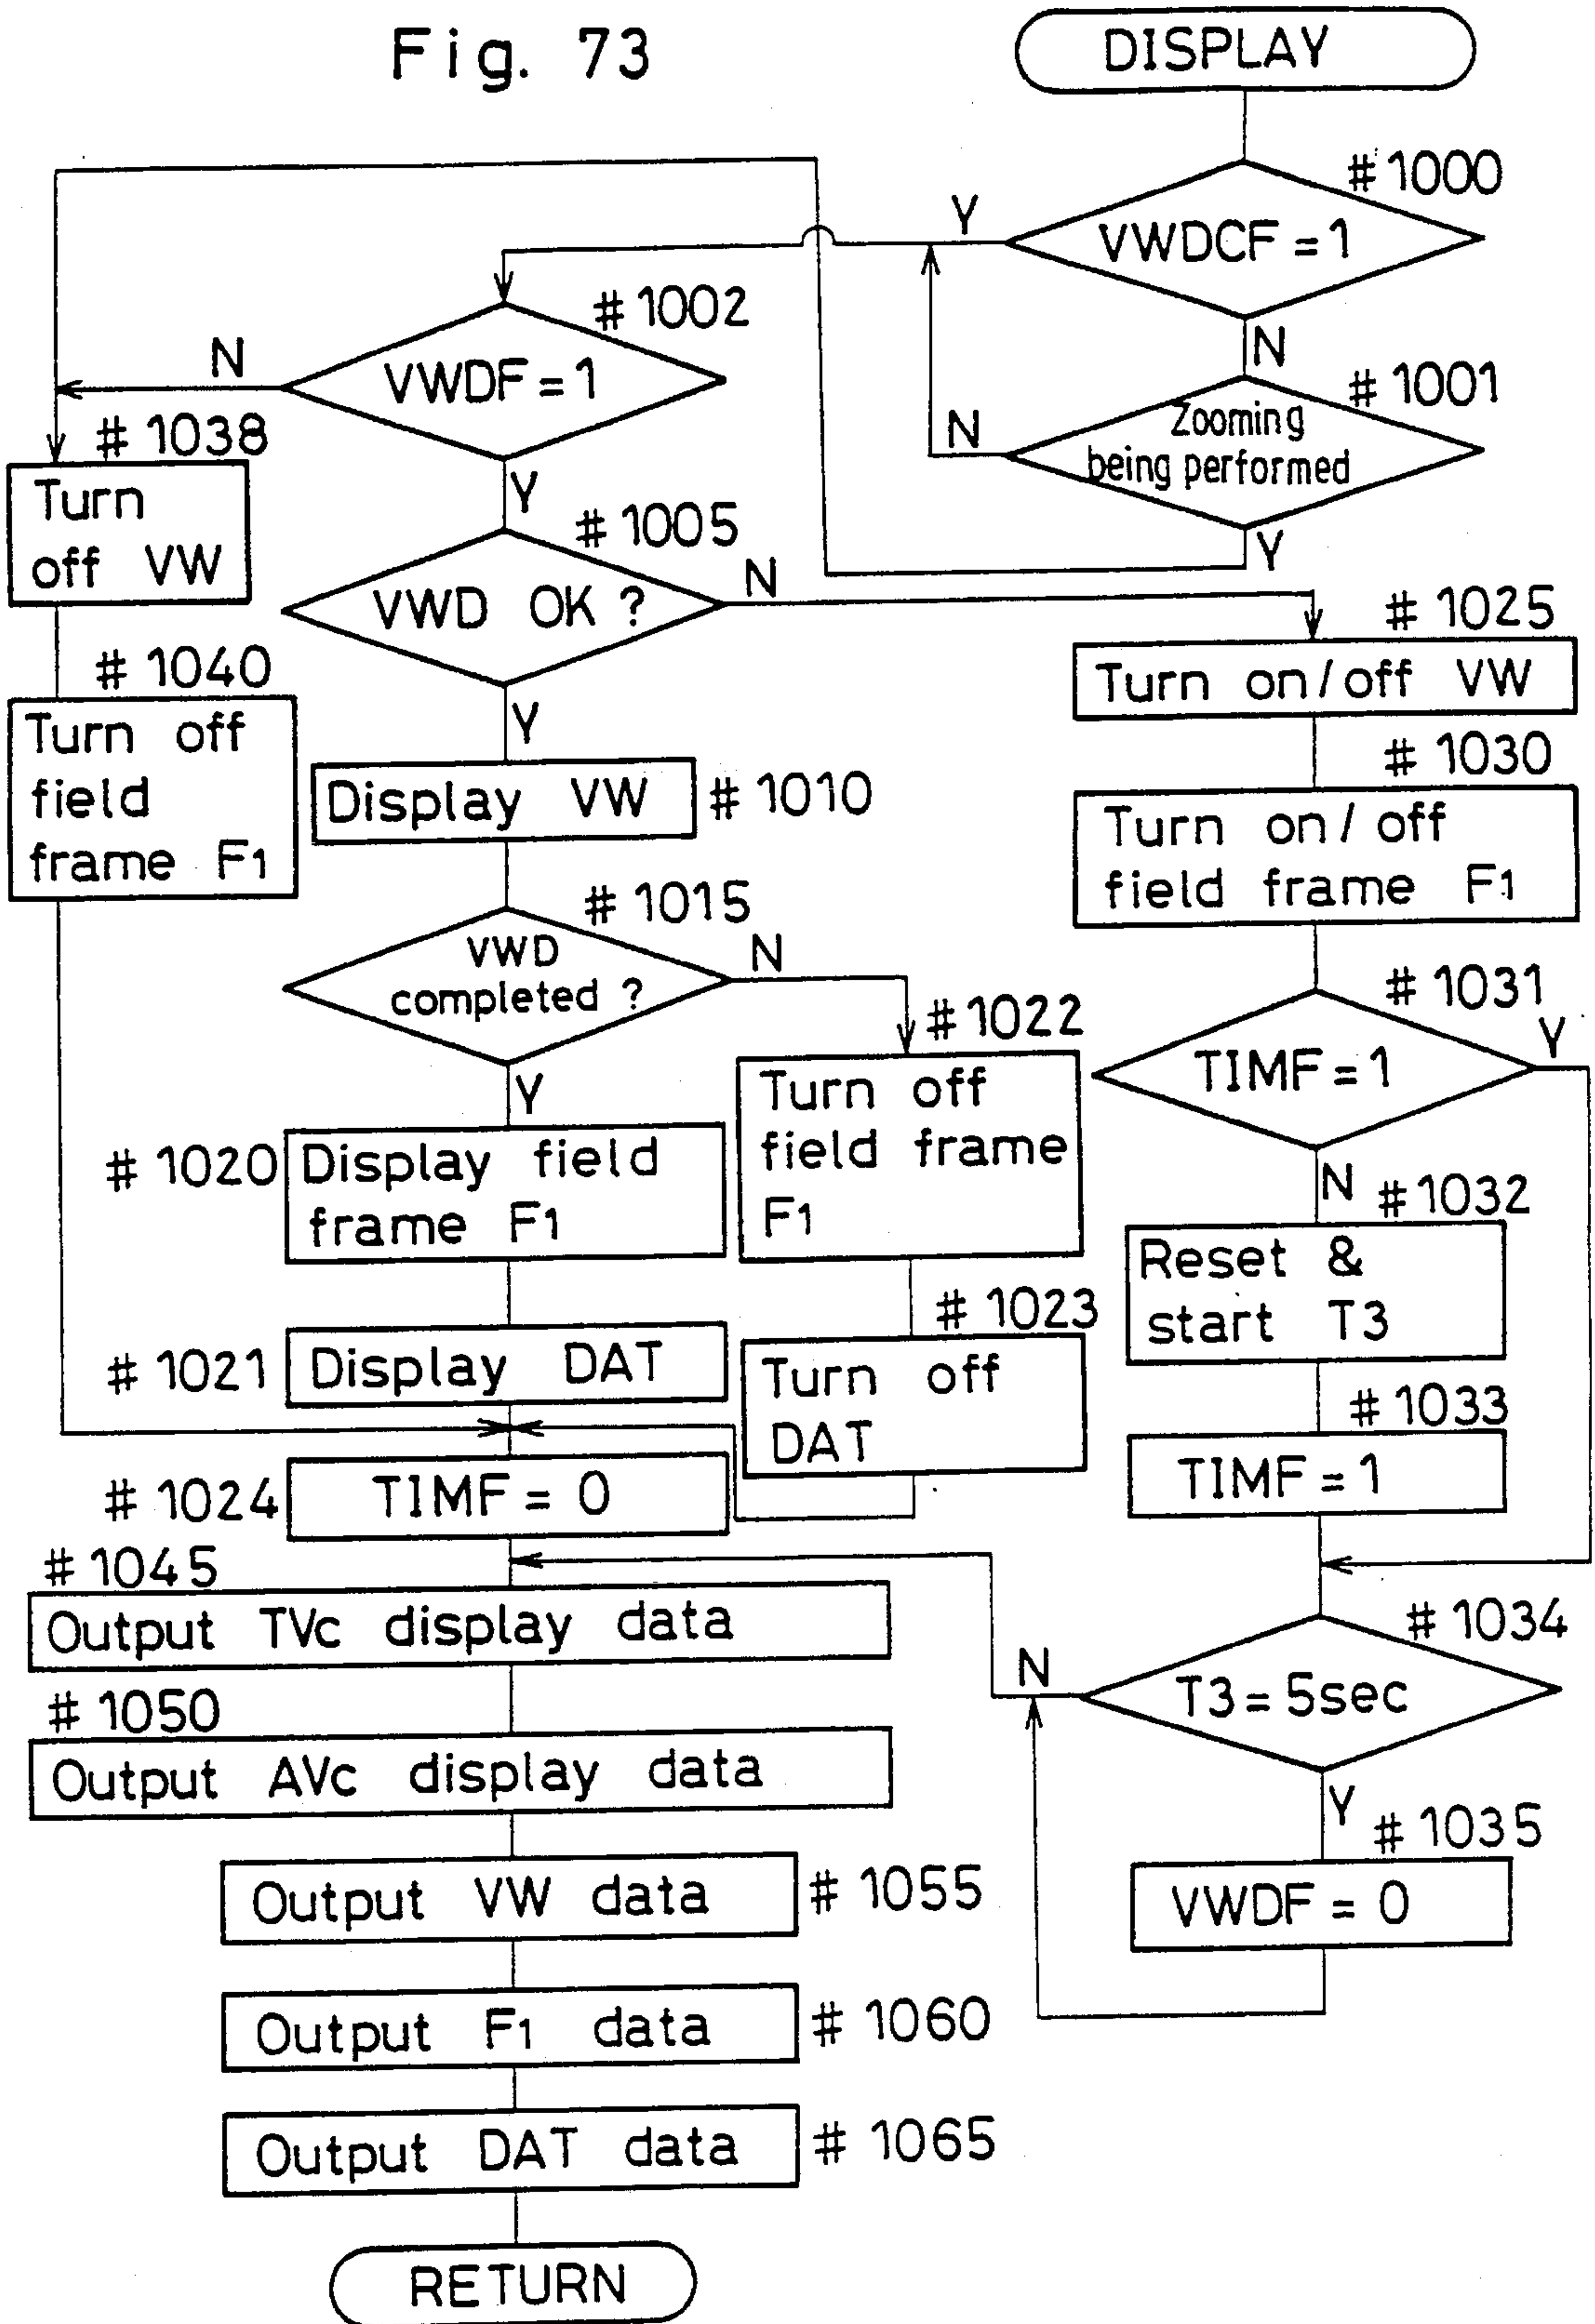 Fig. 73
DISPLAY
#1000
VWDCF = 1
Y
N
#1001
Zooming
being performed
N
Y
#1002
VWDF = 1
N
Y
#1038
Turn
off VW
#1040
Turn off
field
frame F1
#1005
VWD OK ?
N
Y
Display VW
#1010
#1015
VWD
completed ?
N
Y
#1020
Display field
frame F1
#1021
Display DAT
#1022
Turn off
field frame
F1
#1023
Turn off
DAT
#1024
TIMF = 0
#1025
Turn on/off VW
#1030
Turn on/off
field frame F1
#1031
TIMF = 1
Y
N
#1032
Reset &
start T3
#1033
TIMF = 1
#1034
T3 = 5sec
N
Y
#1035
VWDF = 0
#1045
Output TVc display data
#1050
Output AVc display data
Output VW data
#1055
Output F1 data
#1060
Output DAT data
#1065
RETURN